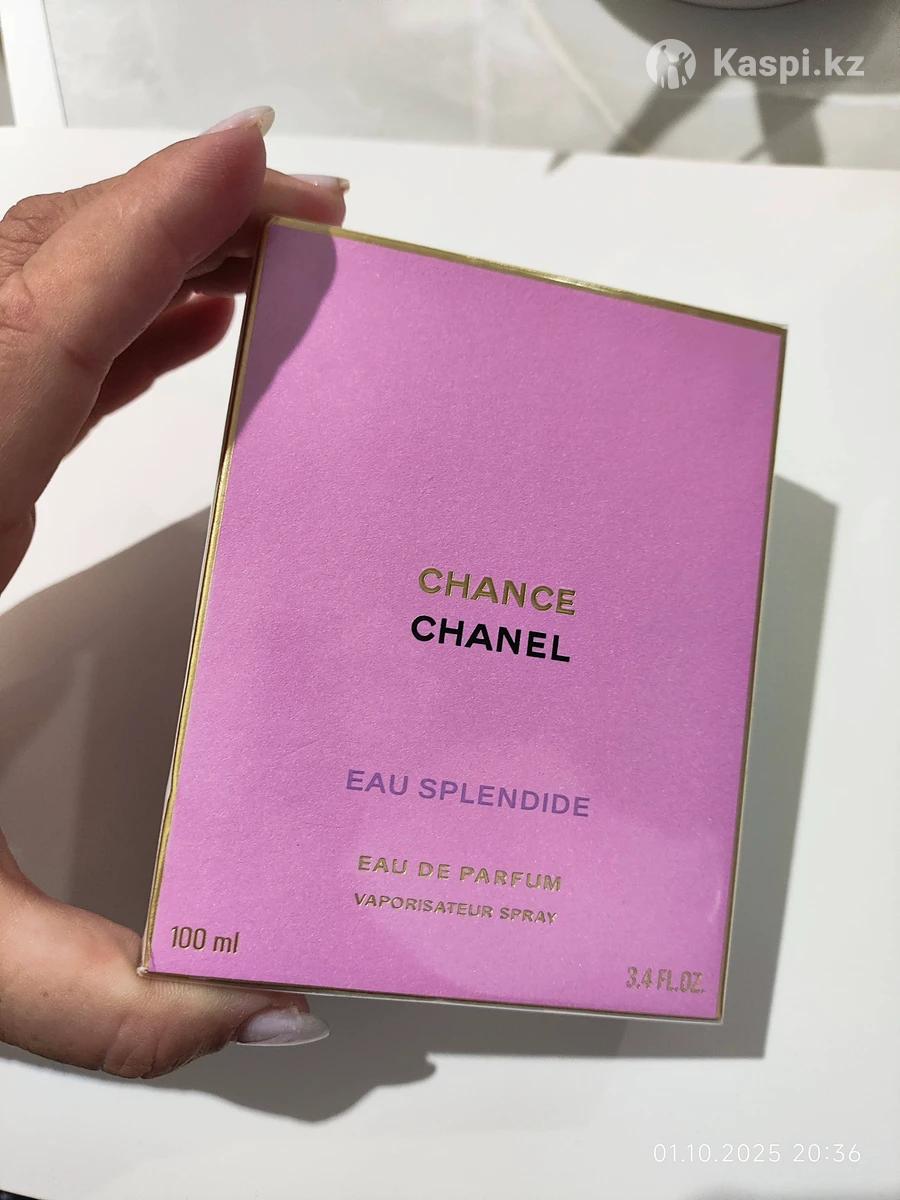 Kaspi.kz
CHANCE
CHANEL
EAU SPLENDIDE
EAU DE PARFUM
VAPORISATEUR SPRAY
100 ml
3.4 FL.OZ.
01.10.2025 20:36